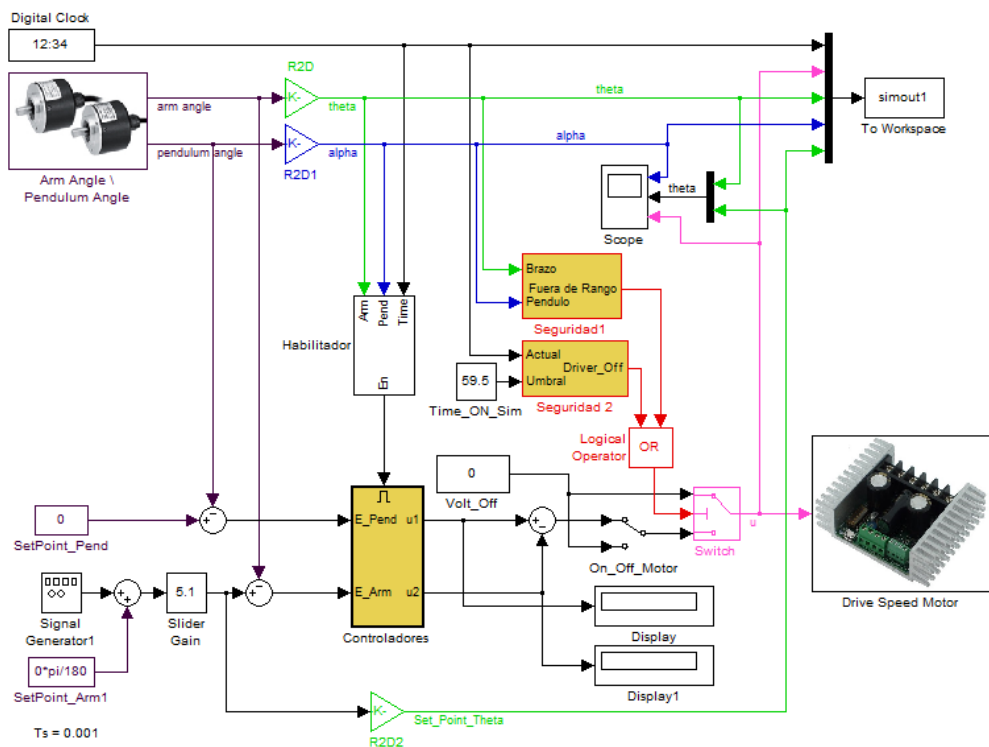 Digital Clock
12:34
R2D
K-
theta
theta
arm angle
K-
alpha
alpha
R2D1
pendulum angle
Arm Angle \
Pendulum Angle
simout1
To Workspace
theta
Scope
Arm
Pend
Time
En
Habilitador
Brazo
Fuera de Rango
Pendulo
Seguridad1
Actual
Driver_Off
Umbral
Seguridad 2
59.5
Time_ON_Sim
Logical
Operator
OR
0
Volt_Off
0
SetPoint_Pend
E_Pend
u1
E_Arm
u2
Controladores
On_Off_Motor
Switch
u
Drive Speed Motor
Signal
Generator1
5.1
Slider
Gain
0*pi/180
SetPoint_Arm1
Display
Display1
K-
Set_Point_Theta
R2D2
Ts = 0.001